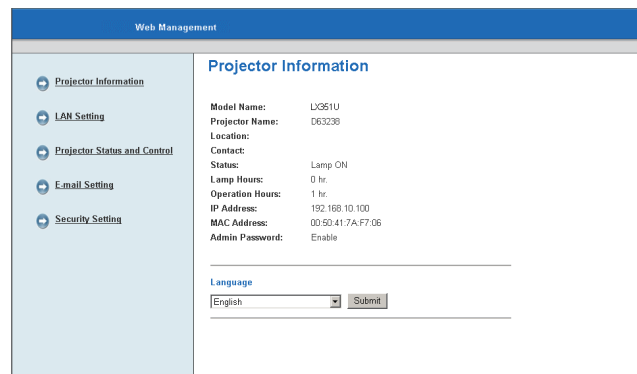 Web Management
Projector Information
LAN Setting
Projector Status and Control
E-mail Setting
Security Setting
Projector Information
Model Name: LX351U
Projector Name: D63238
Location:
Contact:
Status: Lamp ON
Lamp Hours: 0 hr.
Operation Hours: 1 hr.
IP Address: 192.168.10.100
MAC Address: 00:50:41:7A:F7:06
Admin Password: Enable
Language
English Submit